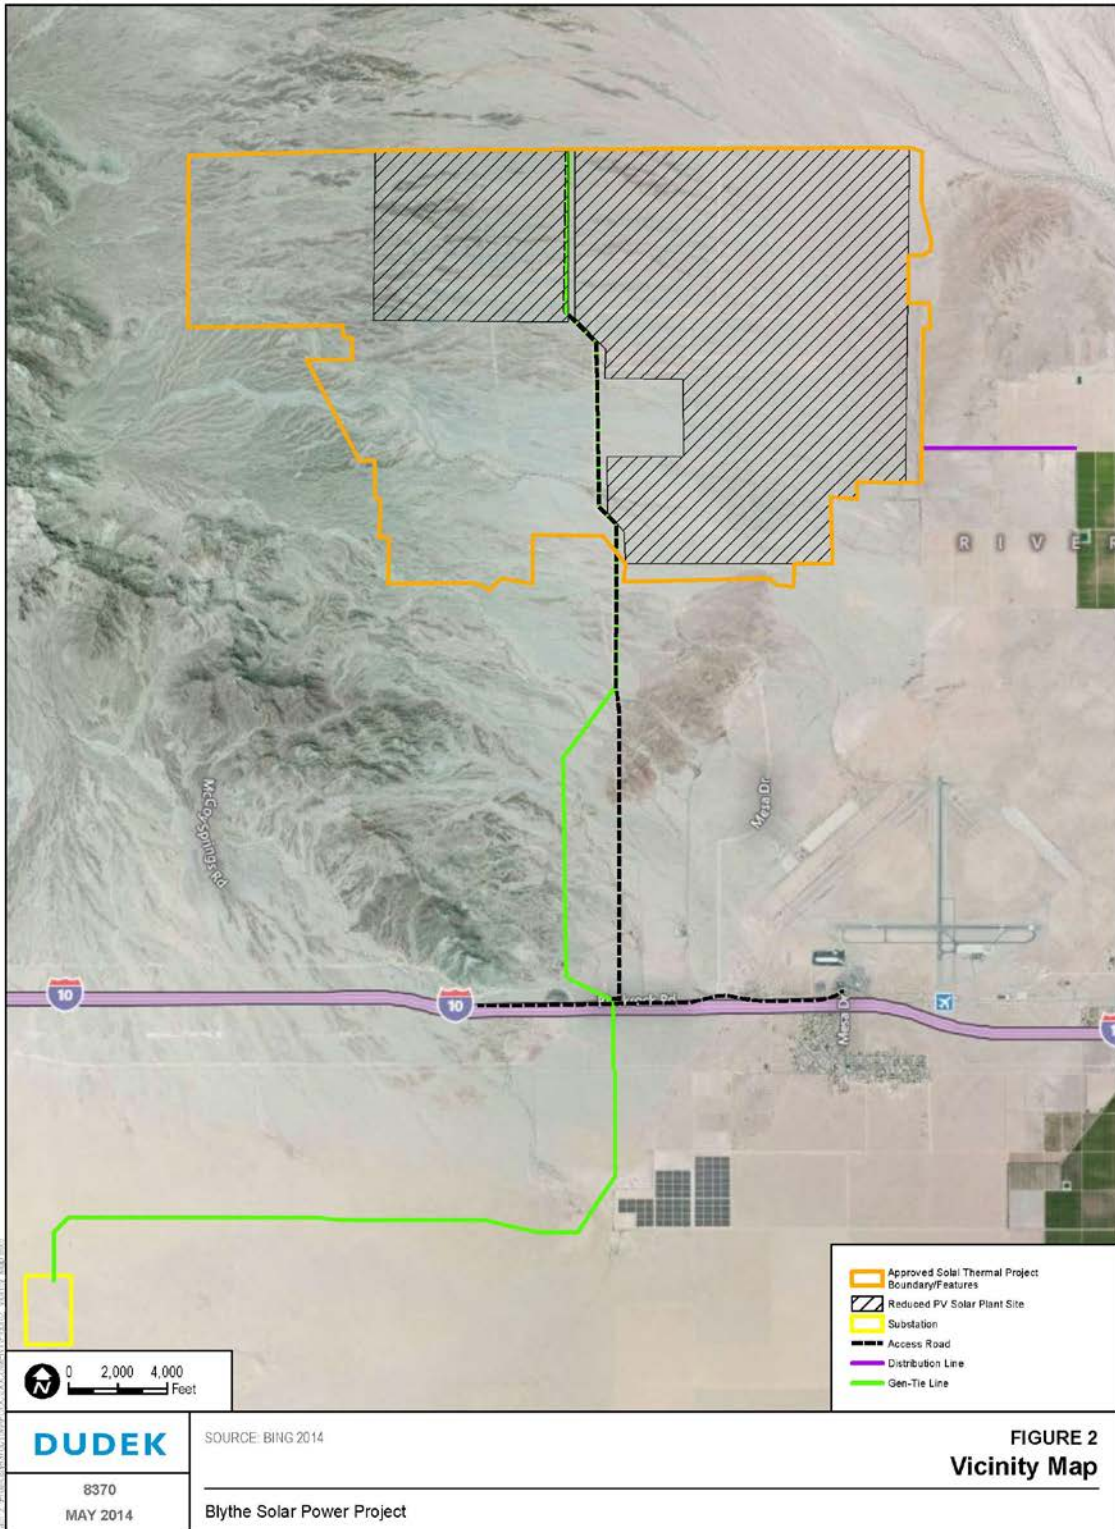 R I V E R
McCoy Springs Rd
Mesa Dr
10
10
Mesa Dr
Approved Solal Thermal Project
Boundary/Features
Reduced PV Solar Plant Site
Substation
Access Road
Distribution Line
Gen-Tie Line
N
0 2,000 4,000
Feet
DUDEK
8370
MAY 2014
SOURCE: BING 2014
Blythe Solar Power Project
FIGURE 2
Vicinity Map